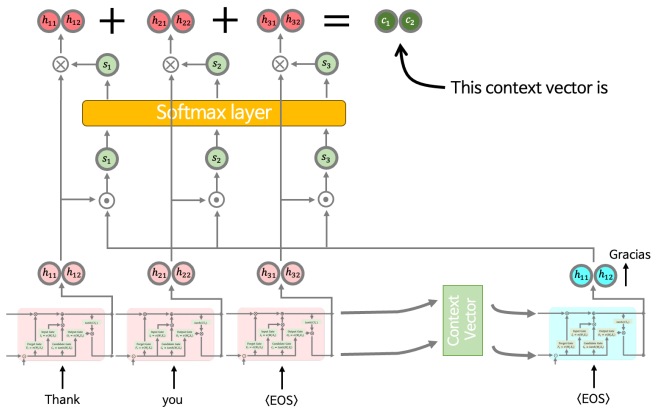 h₁₁ h₁₂ + h₂₁ h₂₂ + h₃₁ h₃₂ = c₁ c₂
s₁ s₂ s₃
This context vector is
Softmax layer
s₁ s₂ s₃
h₁₁ h₁₂ h₂₁ h₂₂ h₃₁ h₃₂ h₁₁ h₁₂
Gracias
Context
Vector
Thank you ⟨EOS⟩ ⟨EOS⟩